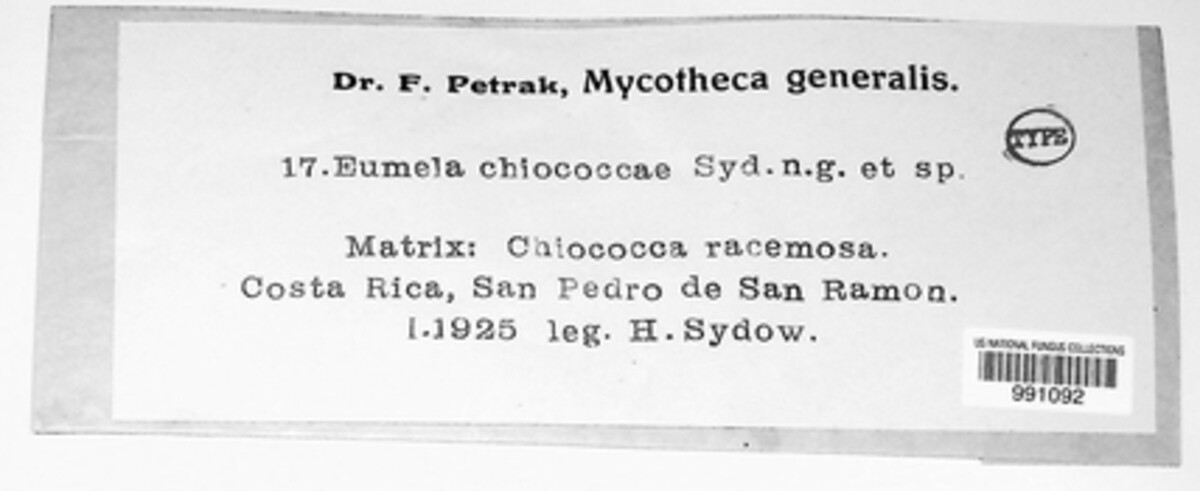 Dr. F. Petrak, Mycotheca generalis.
TYPE
17.Eumela chiococcae Syd.n.g. et sp.
Matrix: Chiococca racemosa.
Costa Rica, San Pedro de San Ramon.
I.1925 leg. H.Sydow.
US NATIONAL FUNGUS COLLECTIONS
991092